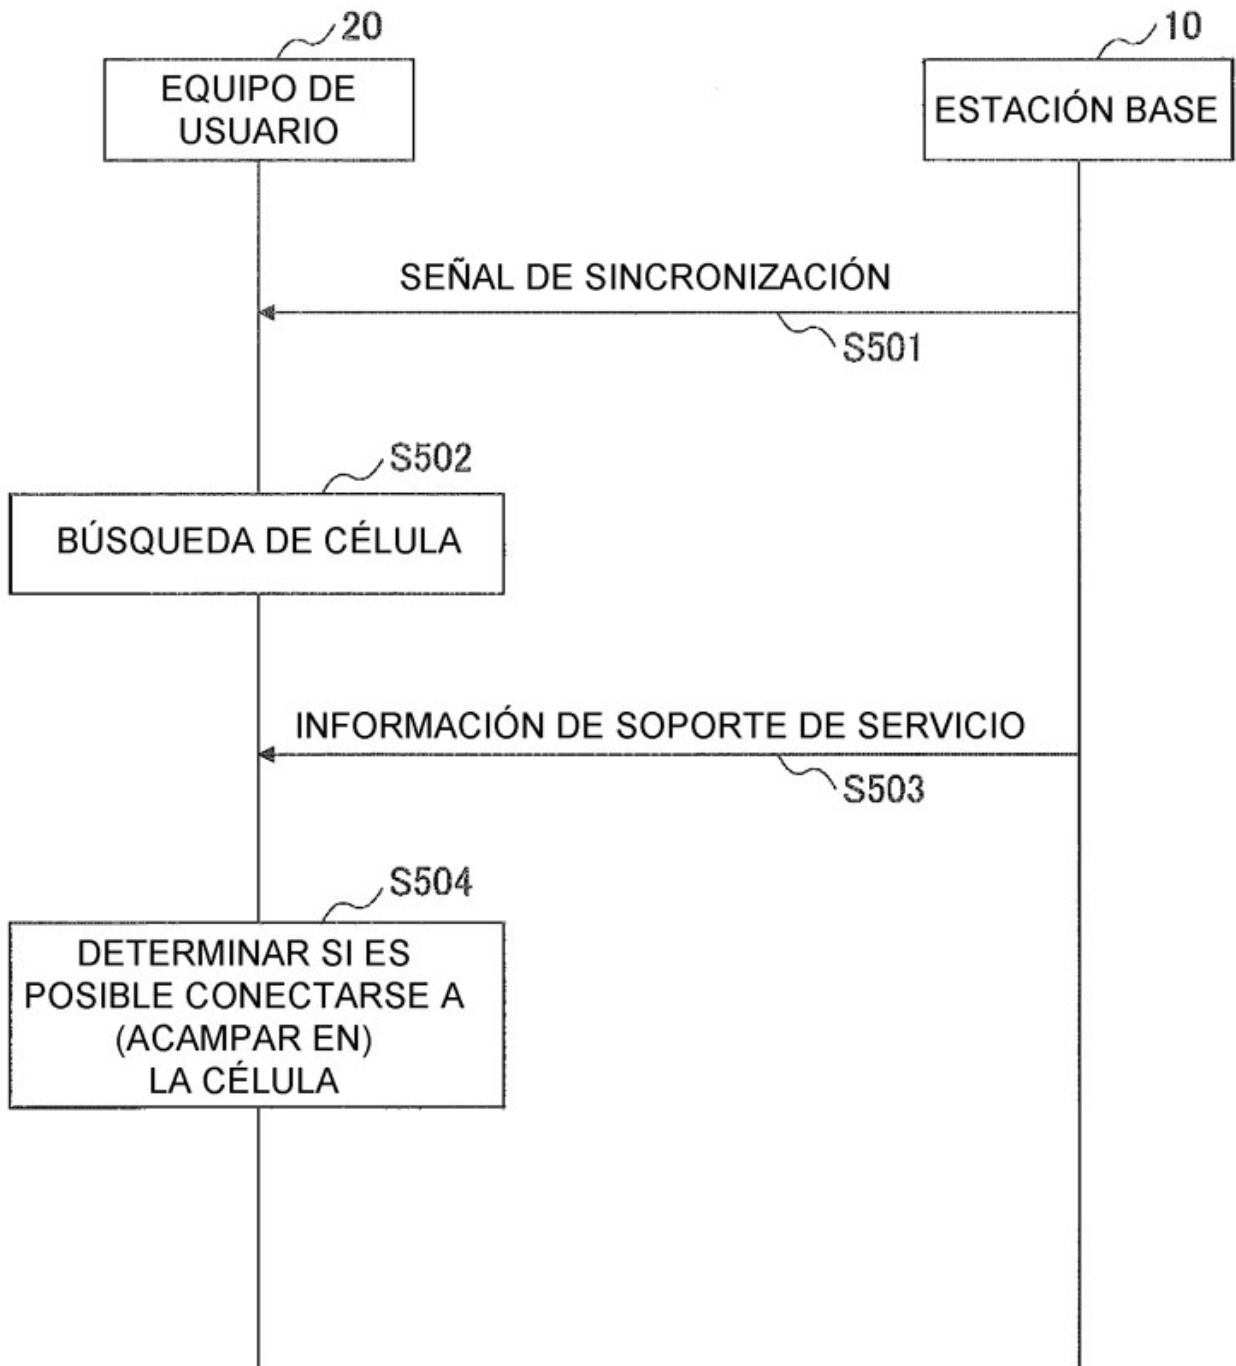 20
10
EQUIPO DE
USUARIO
ESTACIÓN BASE
SEÑAL DE SINCRONIZACIÓN
S501
S502
BÚSQUEDA DE CÉLULA
INFORMACIÓN DE SOPORTE DE SERVICIO
S503
S504
DETERMINAR SI ES
POSIBLE CONECTARSE A
(ACAMPAR EN)
LA CÉLULA